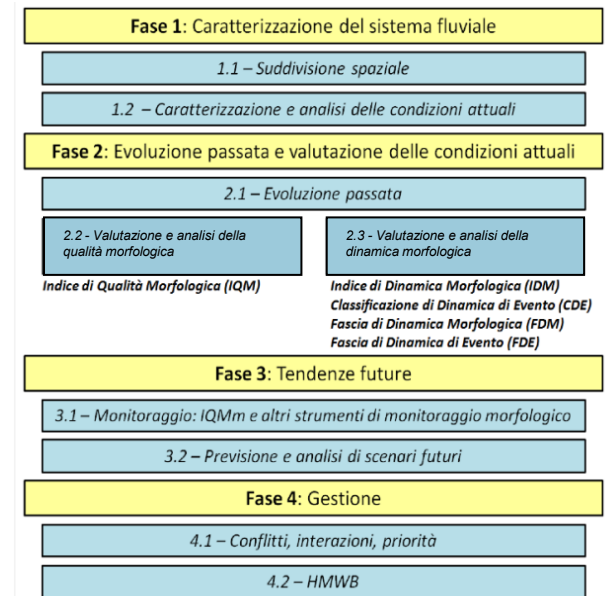 Fase 1: Caratterizzazione del sistema fluviale
1.1 – Suddivisione spaziale
1.2 – Caratterizzazione e analisi delle condizioni attuali
Fase 2: Evoluzione passata e valutazione delle condizioni attuali
2.1 – Evoluzione passata
2.2 - Valutazione e analisi della
qualità morfologica
Indice di Qualità Morfologica (IQM)
2.3 - Valutazione e analisi della
dinamica morfologica
Indice di Dinamica Morfologica (IDM)
Classificazione di Dinamica di Evento (CDE)
Fascia di Dinamica Morfologica (FDM)
Fascia di Dinamica di Evento (FDE)
Fase 3: Tendenze future
3.1 – Monitoraggio: IQMm e altri strumenti di monitoraggio morfologico
3.2 – Previsione e analisi di scenari futuri
Fase 4: Gestione
4.1 – Conflitti, interazioni, priorità
4.2 – HMWB